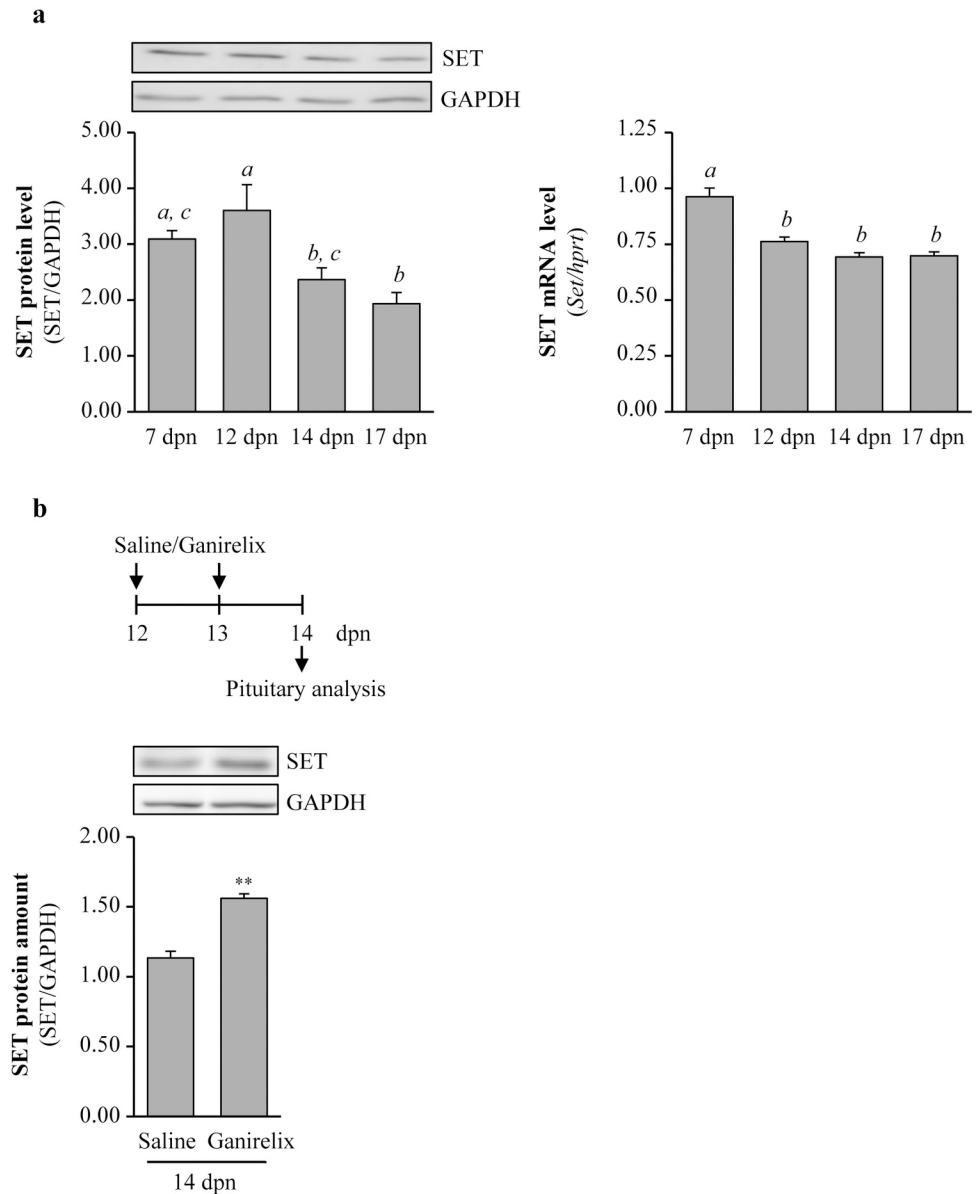 a
SET
GAPDH
SET protein level
(SET/GAPDH)
5.00
4.00
3.00
2.00
1.00
0.00
a, c
a
b, c
b
7 dpn 12 dpn 14 dpn 17 dpn
SET mRNA level
(Set/hprt)
1.25
1.00
0.75
0.50
0.25
0.00
a
b
b
b
7 dpn 12 dpn 14 dpn 17 dpn
b
Saline/Ganirelix
12 13 14 dpn
Pituitary analysis
SET
GAPDH
SET protein amount
(SET/GAPDH)
2.00
1.50
1.00
0.50
0.00
**
Saline Ganirelix
14 dpn